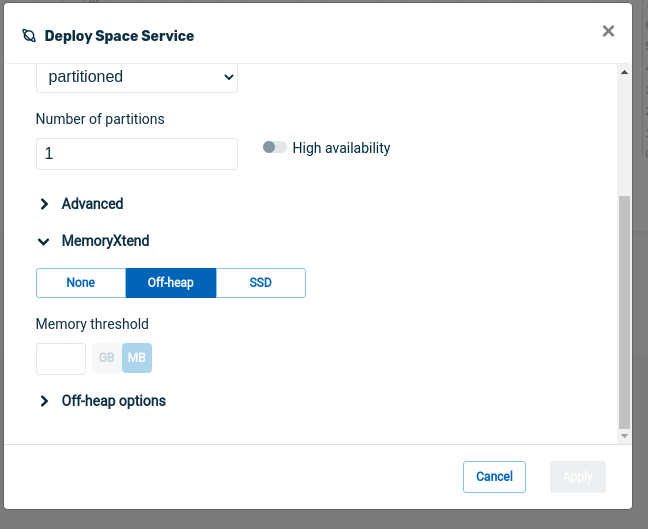 Deploy Space Service
partitioned
Number of partitions
1
High availability
Advanced
MemoryXtend
None
Off-heap
SSD
Memory threshold
GB
MB
Off-heap options
Cancel
Apply